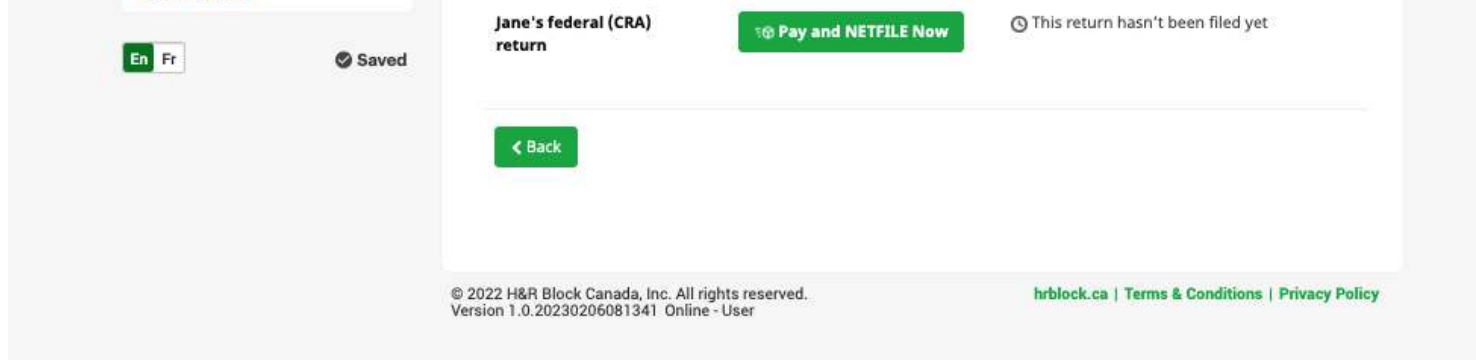 Jane's federal (CRA)
return
Pay and NETFILE Now
This return hasn't been filed yet
En Fr
Saved
Back
© 2022 H&R Block Canada, Inc. All rights reserved.
Version 1.0.20230206081341 Online - User
hrblock.ca | Terms & Conditions | Privacy Policy